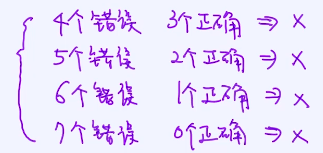 4个错误 3个正确 ⇒ ×
5个错误 2个正确 ⇒ ×
6个错误 1个正确 ⇒ ×
7个错误 0个正确 ⇒ ×